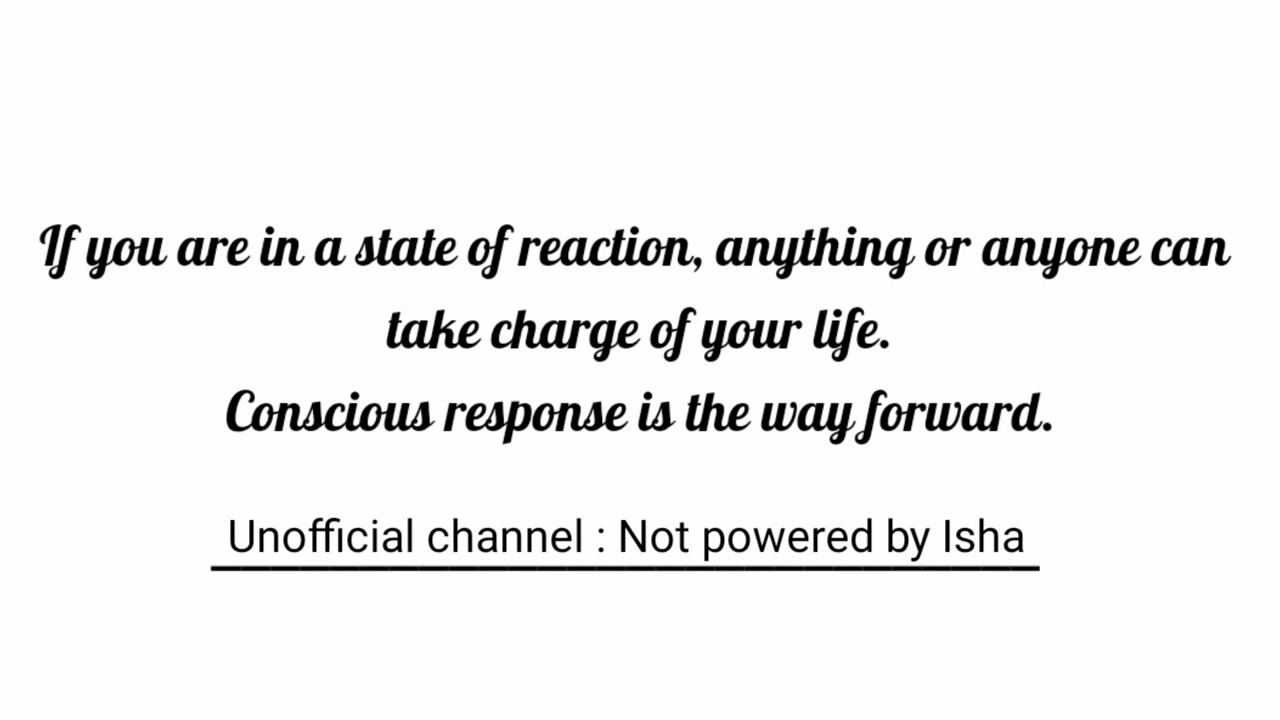 If you are in a state of reaction, anything or anyone can
take charge of your life.
Conscious response is the way forward.
Unofficial channel : Not powered by Isha